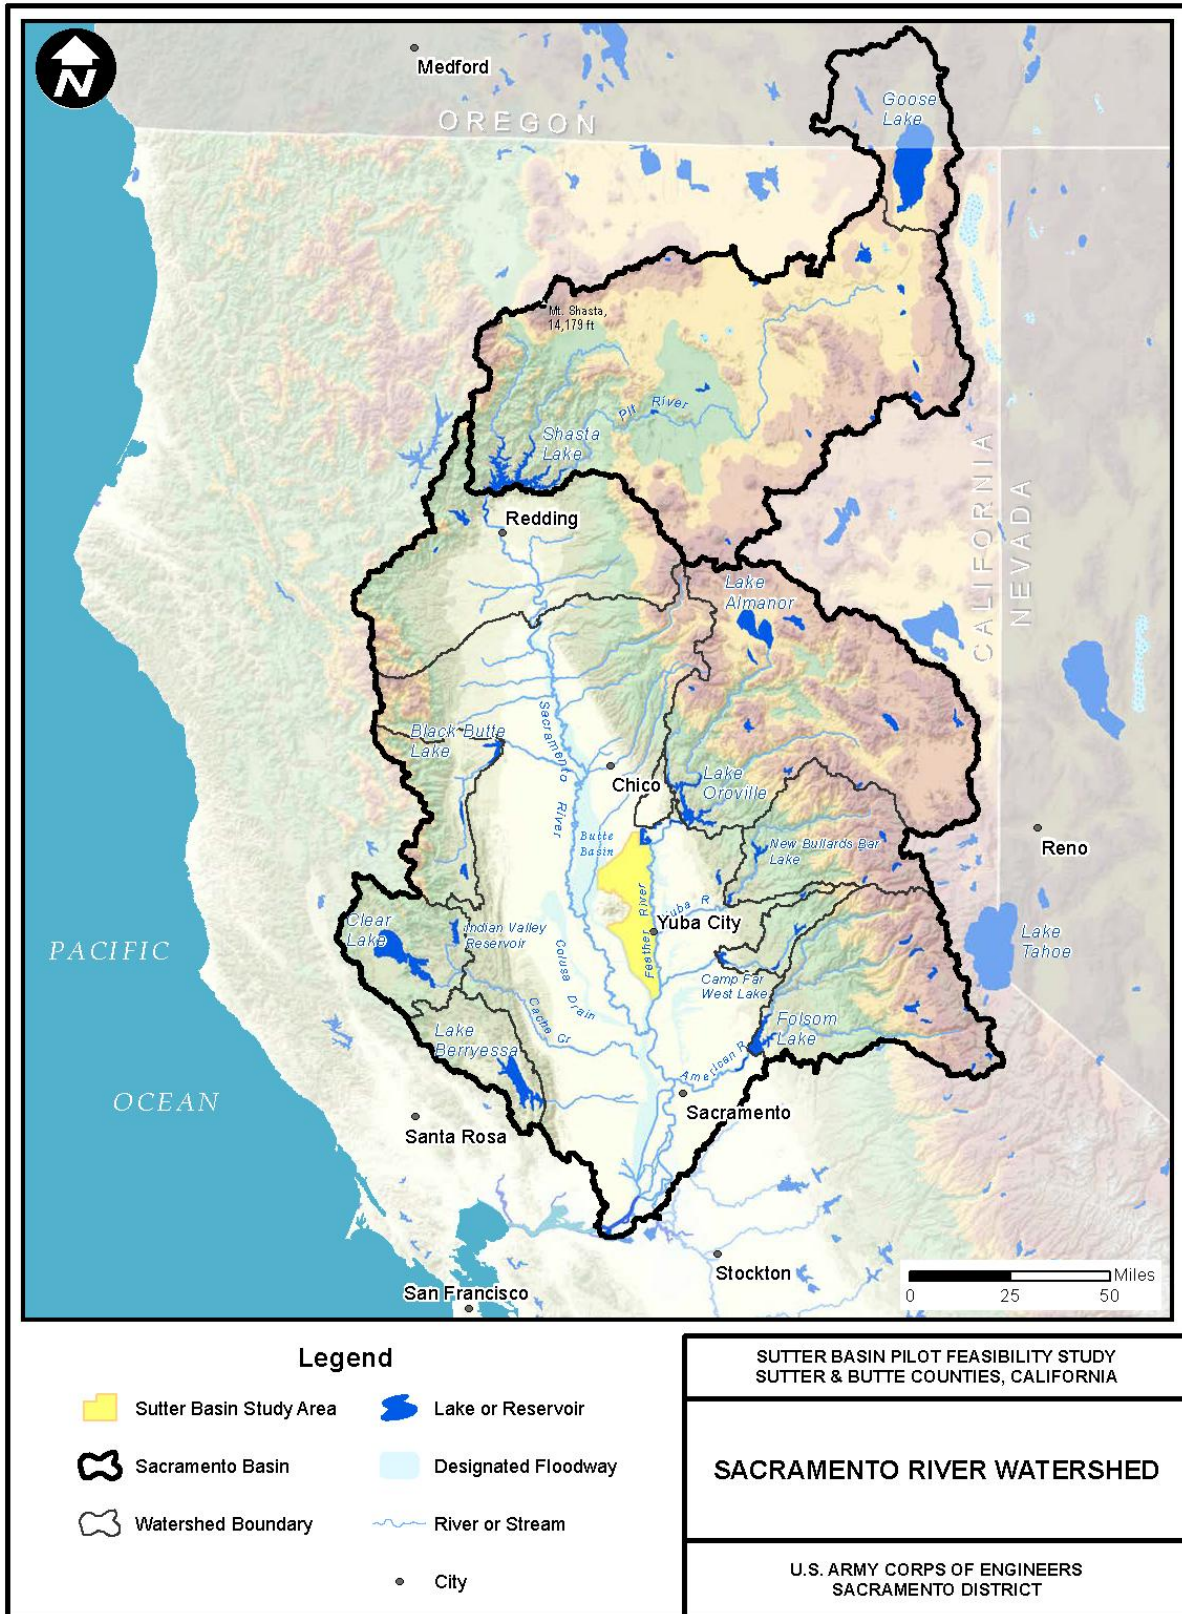 N
Medford
OREGON
Goose
Lake
Mt. Shasta,
14,179 ft
Pit River
Shasta
Lake
CALIFORNIA
NEVADA
Redding
Lake
Almanor
Sacramento River
Black Butte
Lake
Chico
Lake
Oroville
Butte
Basin
New Bullards Bar
Lake
Reno
Feather River
Yuba R
Yuba City
Clear
Lake
Indian Valley
Reservoir
PACIFIC
Lake
Tahoe
Colusa Drain
Camp Far
West Lake
Cache Cr
Folsom
Lake
Lake
Berryessa
American R
OCEAN
Sacramento
Santa Rosa
Stockton
San Francisco
Miles
0 25 50
Legend
Sutter Basin Study Area
Lake or Reservoir
Sacramento Basin
Designated Floodway
Watershed Boundary
River or Stream
City
SUTTER BASIN PILOT FEASIBILITY STUDY
SUTTER & BUTTE COUNTIES, CALIFORNIA
SACRAMENTO RIVER WATERSHED
U.S. ARMY CORPS OF ENGINEERS
SACRAMENTO DISTRICT